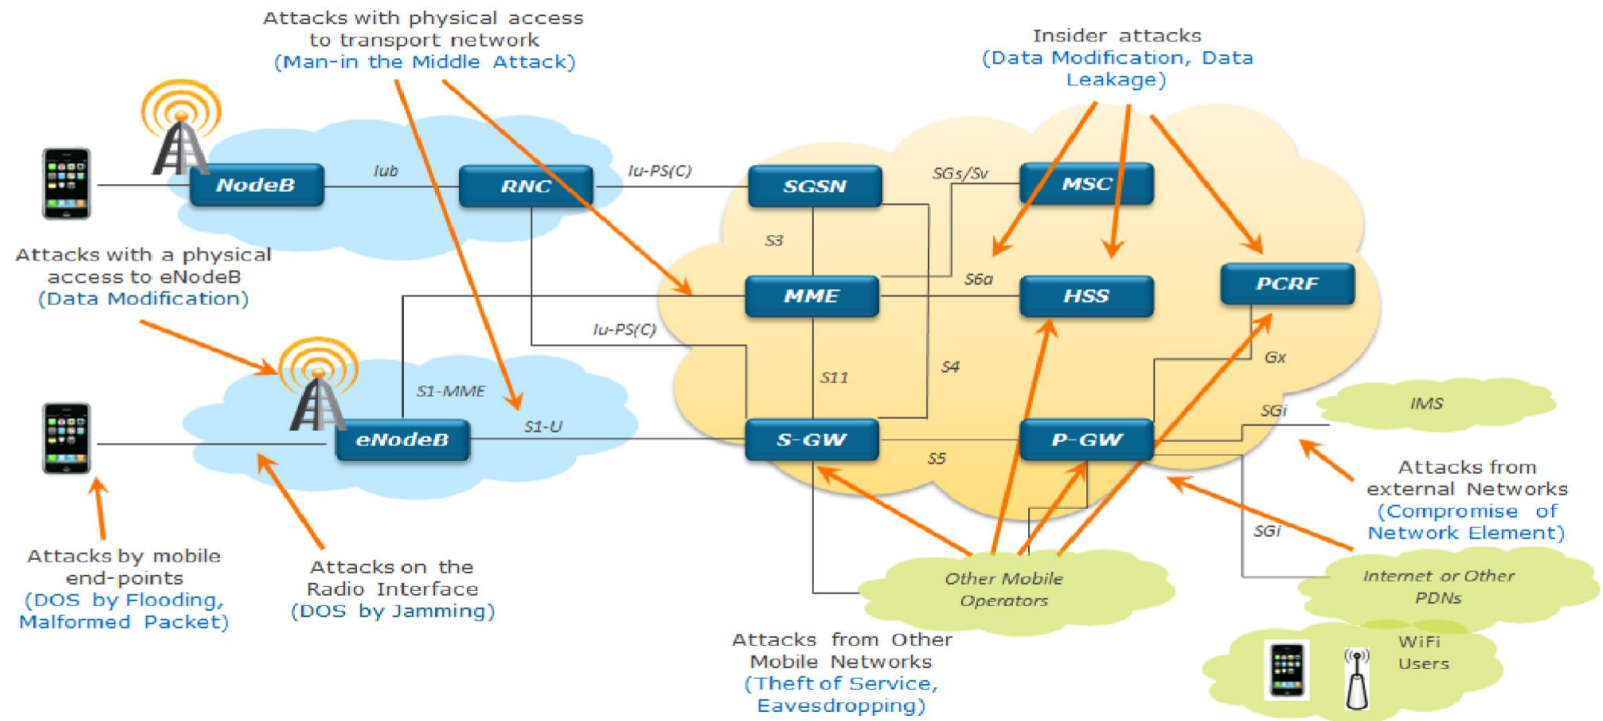 Attacks with physical access
to transport network
(Man-in the Middle Attack)
Insider attacks
(Data Modification, Data
Leakage)
NodeB
Iub
RNC
Iu-PS(C)
SGSN
SGs/Sv
MSC
Attacks with a physical
access to eNodeB
(Data Modification)
S3
MME
S6a
HSS
PCRF
Iu-PS(C)
S1-MME
S11
S4
Gx
eNodeB
S1-U
S-GW
S5
P-GW
SGi
IMS
Attacks from
external Networks
(Compromise of
Network Element)
SGi
Attacks by mobile
end-points
(DOS by Flooding,
Malformed Packet)
Attacks on the
Radio Interface
(DOS by Jamming)
Other Mobile
Operators
Internet or Other
PDNs
Attacks from Other
Mobile Networks
(Theft of Service,
Eavesdropping)
WiFi
Users